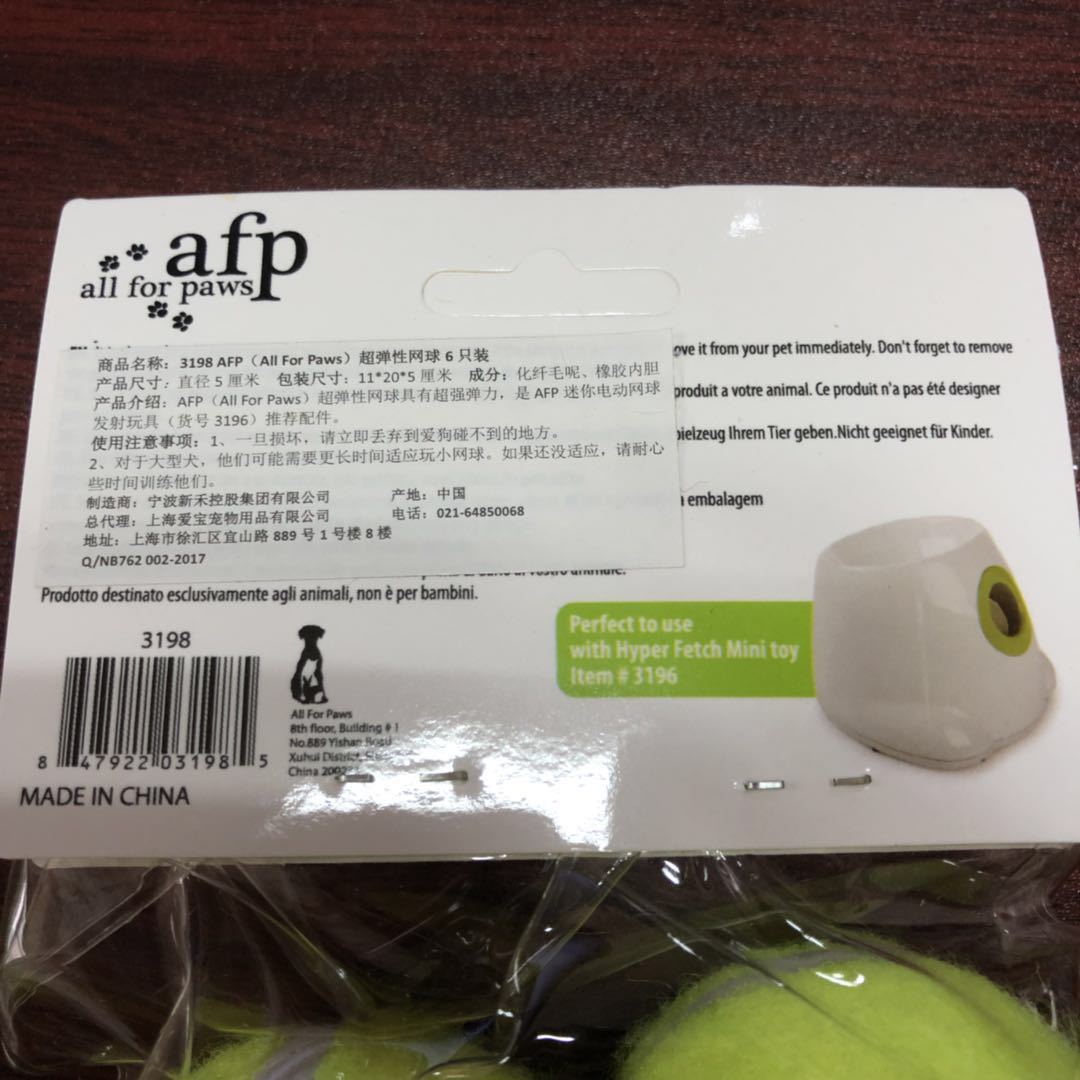 afp
all for paws
商品名称：3198 AFP（All For Paws）超弹性网球 6 只装
产品尺寸：直径 5 厘米 包装尺寸：11*20*5 厘米 成分：化纤毛呢、橡胶内胆
产品介绍：AFP（All For Paws）超弹性网球具有超强弹力，是 AFP 迷你电动网球
发射玩具（货号 3196）推荐配件。
使用注意事项：1、一旦损坏，请立即丢弃到爱狗碰不到的地方。
2、对于大型犬，他们可能需要更长时间适应玩小网球。如果还没适应，请耐心
些时间训练他们。
制造商：宁波新禾控股集团有限公司 产地：中国
总代理：上海爱宝宠物用品有限公司 电话：021-64850068
地址：上海市徐汇区宜山路 889 号 1 号楼 8 楼
Q/NB762 002-2017
it from your pet immediately. Don't forget to remove
produit a votre animal. Ce produit n'a pas été designer
Ihrem Tier geben.Nicht geeignet für Kinder.
embalagem
Prodotto destinato esclusivamente agli animali, non è per bambini.
3198
8 47922 03198 5
MADE IN CHINA
All For Paws
8th floor, Building # 1
No.889 Yishan Road
Xuhui District,
China
Perfect to use
with Hyper Fetch Mini toy
Item # 3196